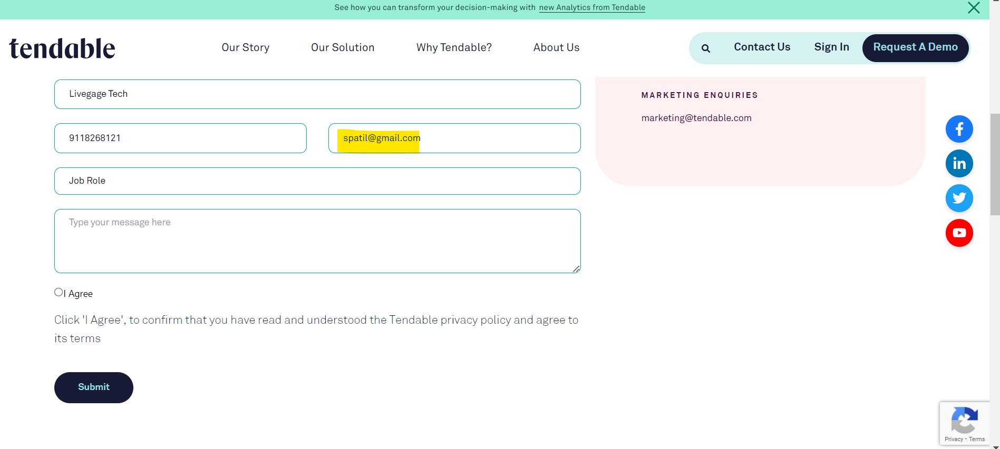 See how you can transform your decision-making with new Analytics from Tendable
tendable
Our Story
Our Solution
Why Tendable?
About Us
Contact Us
Sign In
Request A Demo
Livegage Tech
9118268121
spatil@gmail.com
Job Role
Type your message here
I Agree
Click 'I Agree', to confirm that you have read and understood the Tendable privacy policy and agree to
its terms
Submit
MARKETING ENQUIRIES
marketing@tendable.com
f
in
Privacy - Terms